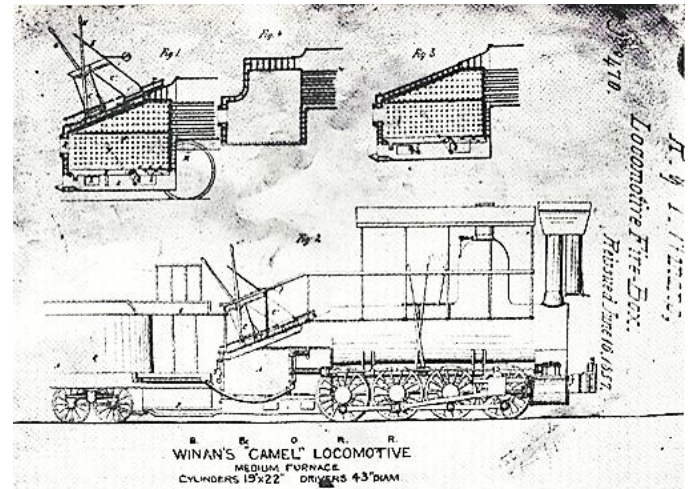 Fig 1
Fig. 4
Fig 3
Fig. 2
Locomotive Fire-Box.
B. & O. R. R.
WINAN'S "CAMEL" LOCOMOTIVE
MEDIUM FURNACE
CYLINDERS 19"x22" DRIVERS 43"DIAM.